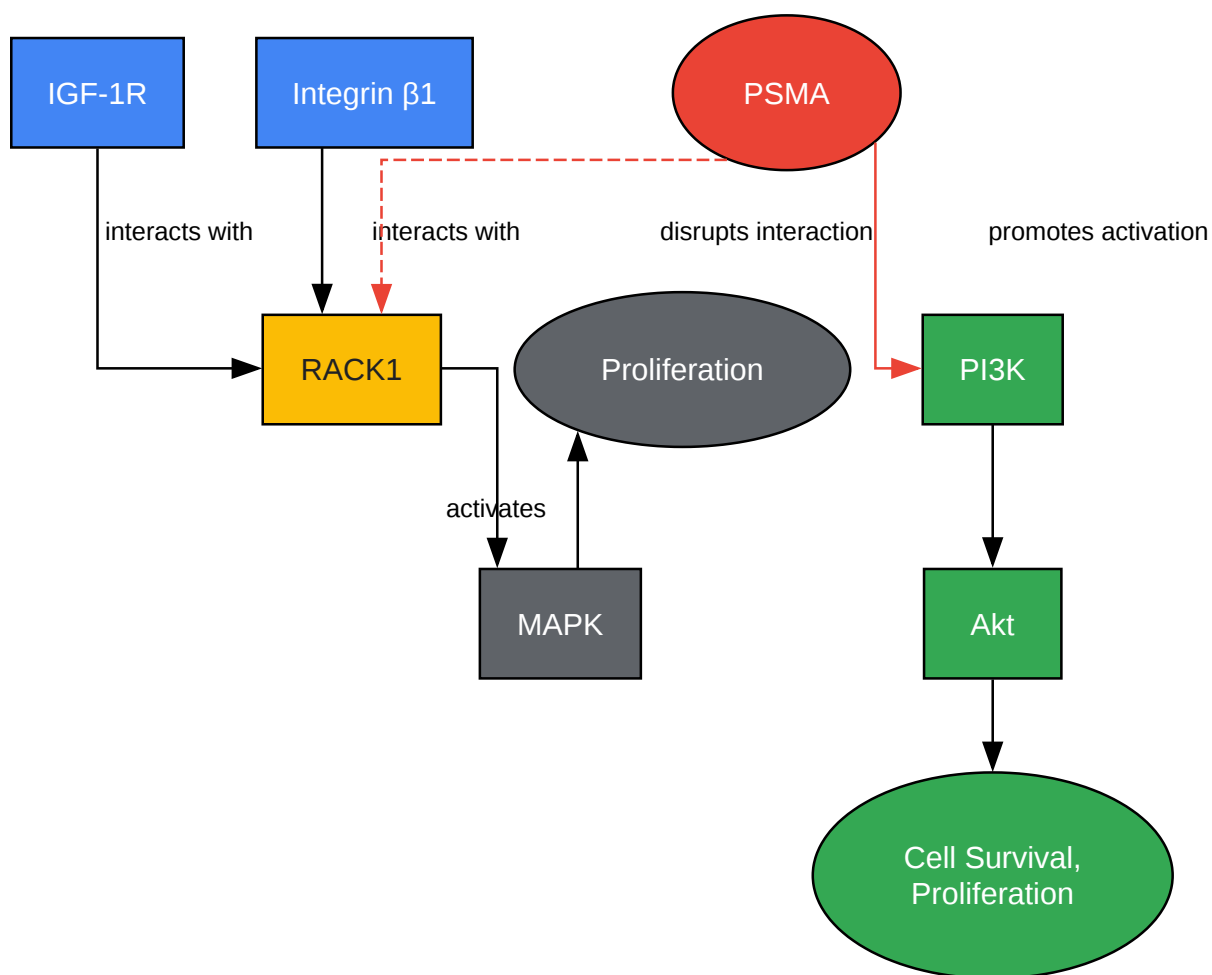 IGF-1R
Integrin β1
PSMA
interacts with
interacts with
disrupts interaction
promotes activation
RACK1
Proliferation
PI3K
activates
MAPK
Akt
Cell Survival,
Proliferation